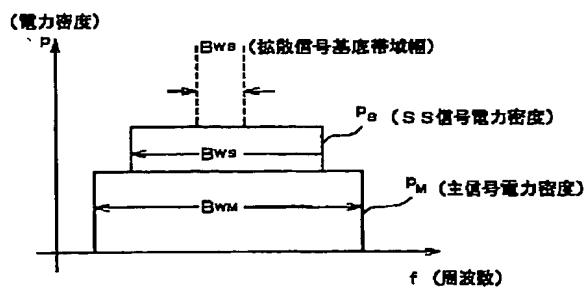 (電力密度)
P
BWB (拡散信号基底帯域幅)
PS (SS信号電力密度)
BWS
PM (主信号電力密度)
BWM
f (周波数)